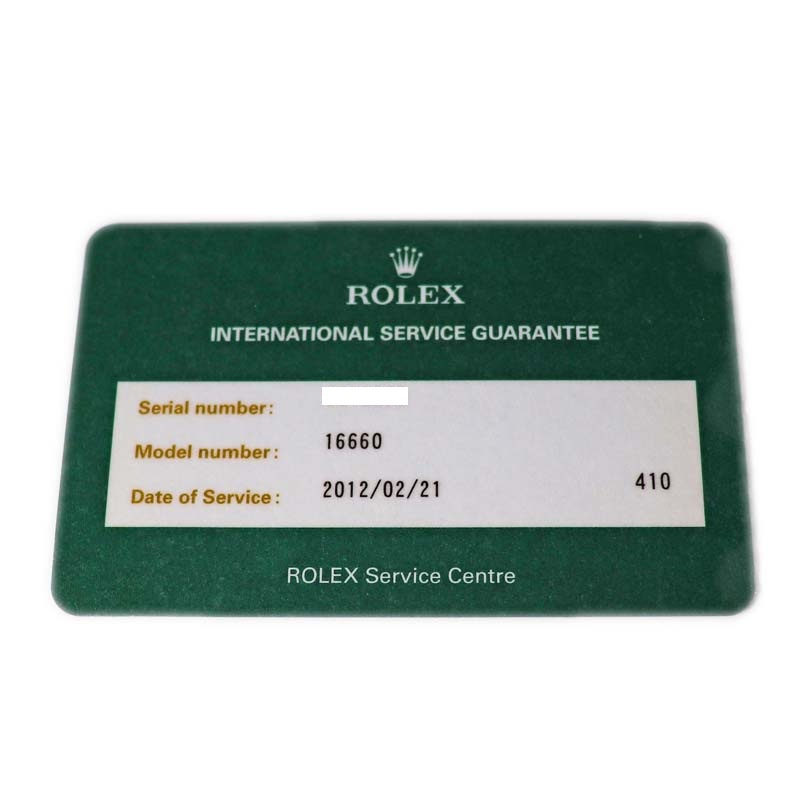 ROLEX
INTERNATIONAL SERVICE GUARANTEE
Serial number:
Model number: 16660
Date of Service: 2012/02/21 410
ROLEX Service Centre